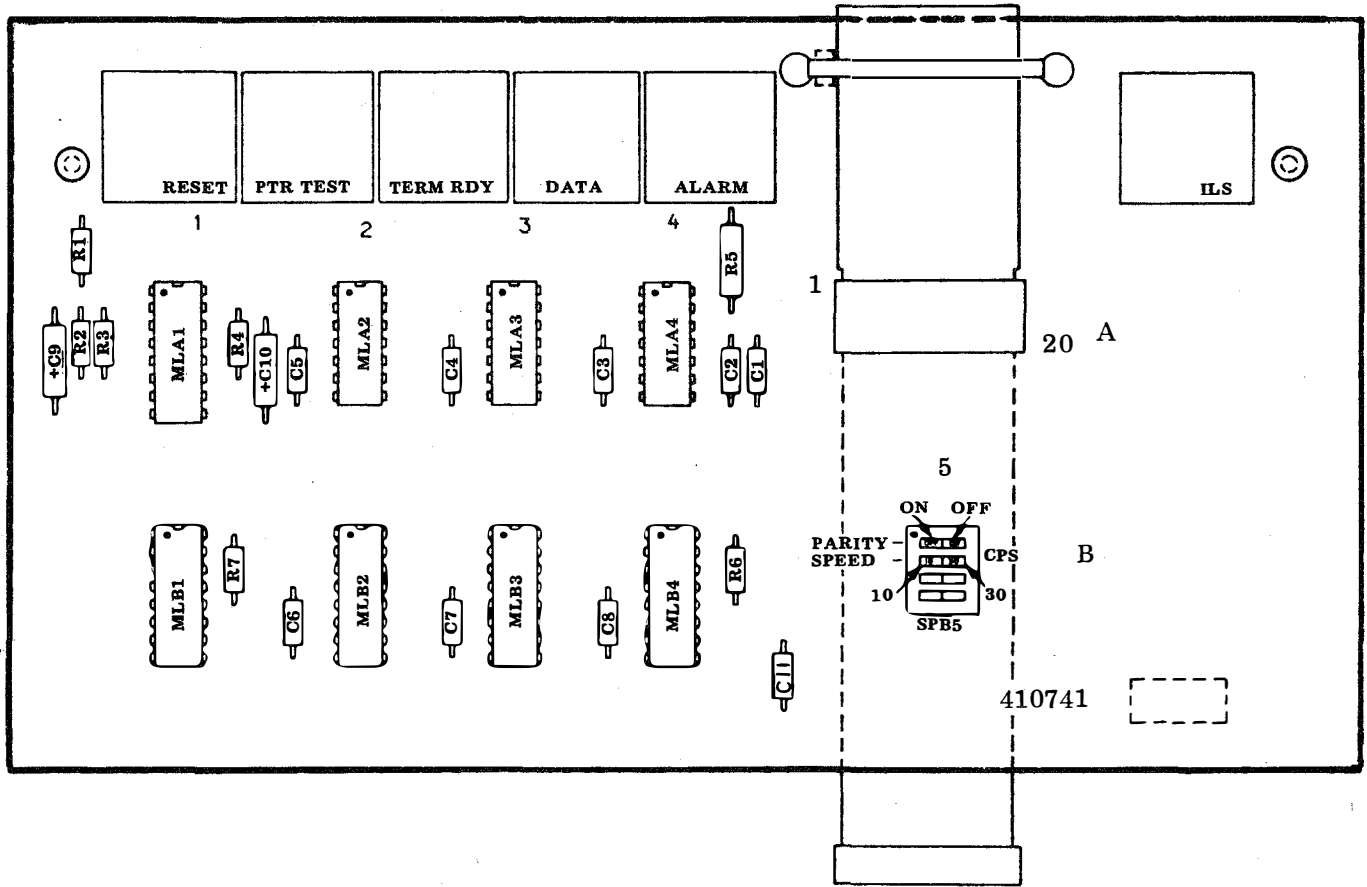 RESET PTR TEST TERM RDY DATA ALARM ILS
1 2 3 4
R1 R5
1
20 A
+C9 R2 R3 MLA1 R4 +C10 C5 MLA2 C4 MLA3 C3 MLA4 C2 C1
5
ON OFF
PARITY
SPEED CPS B
10 30
SPB5
MLB1 R7 C6 MLB2 C7 MLB3 C8 MLB4 R6
C11
410741